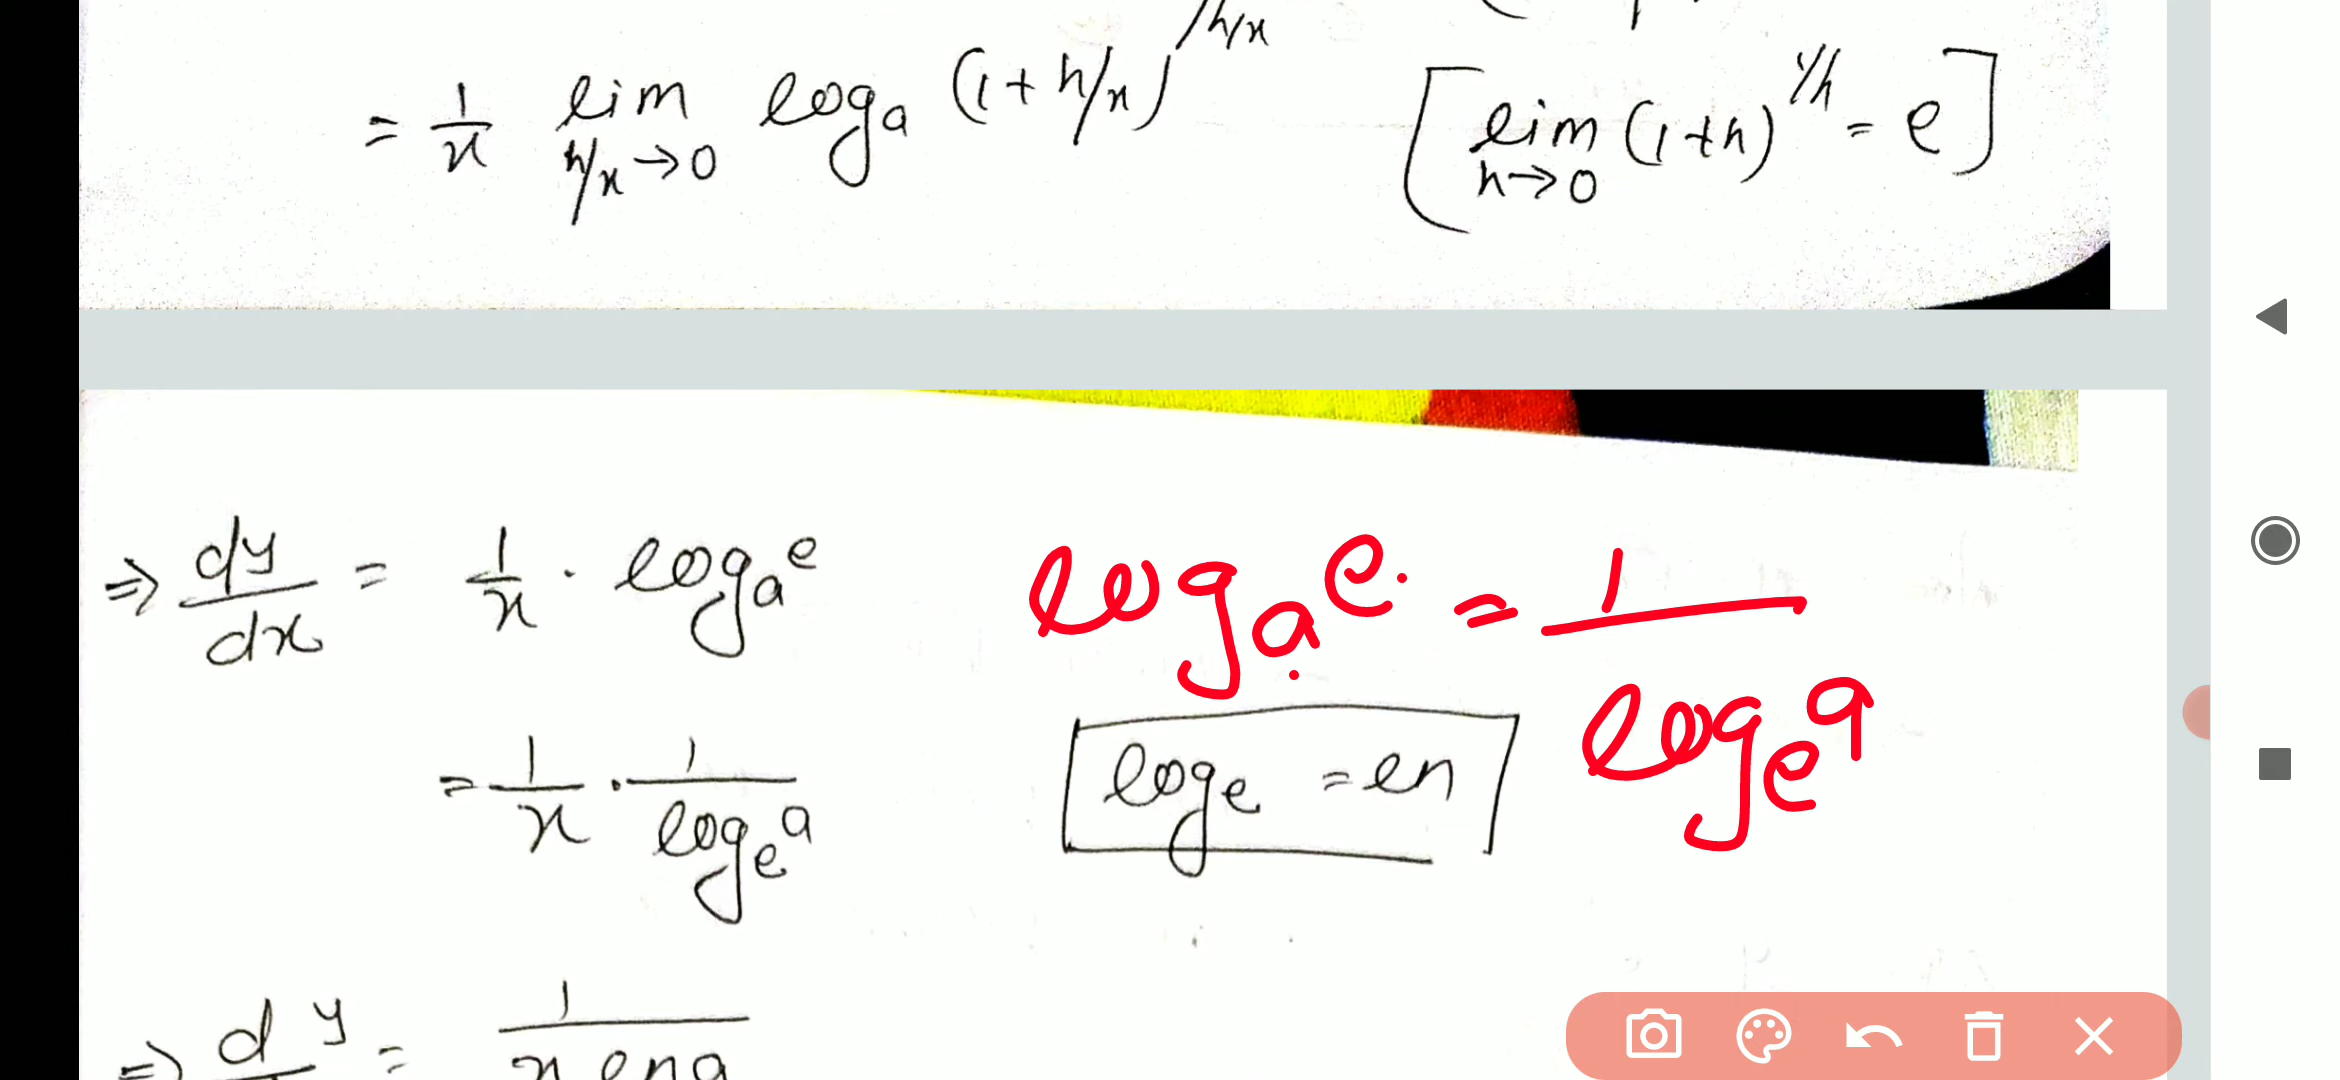 = 1/x lim h/x→0 log_a (1 + h/x)^1/h/x [lim h→0 (1+h)^1/h = e]
⇒ dy/dx = 1/x · log_a e
log_a e = 1/log_e a
= 1/x · 1/log_e a
log_e = ln
⇒ dy = 1/x ln a